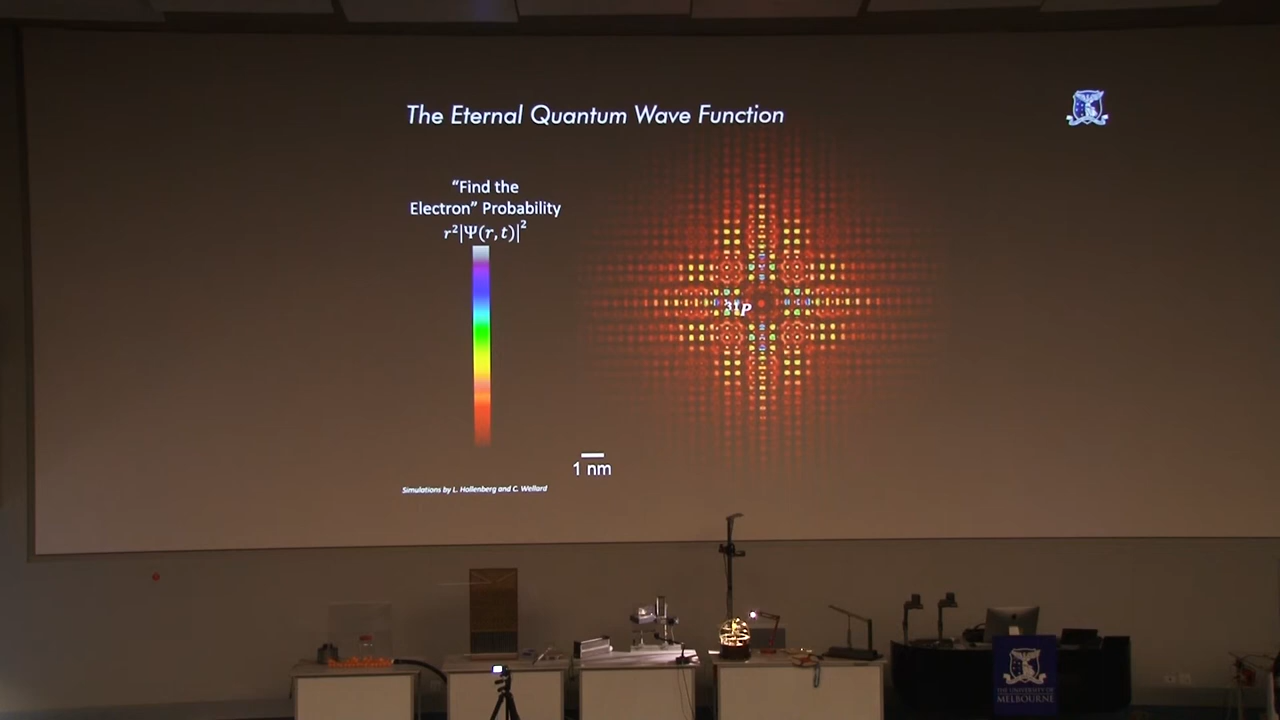 The Eternal Quantum Wave Function
“Find the
Electron” Probability
r²|Ψ(r,t)|²
³¹P
1 nm
Simulations by L. Hollenberg and C. Wellard
THE UNIVERSITY OF
MELBOURNE